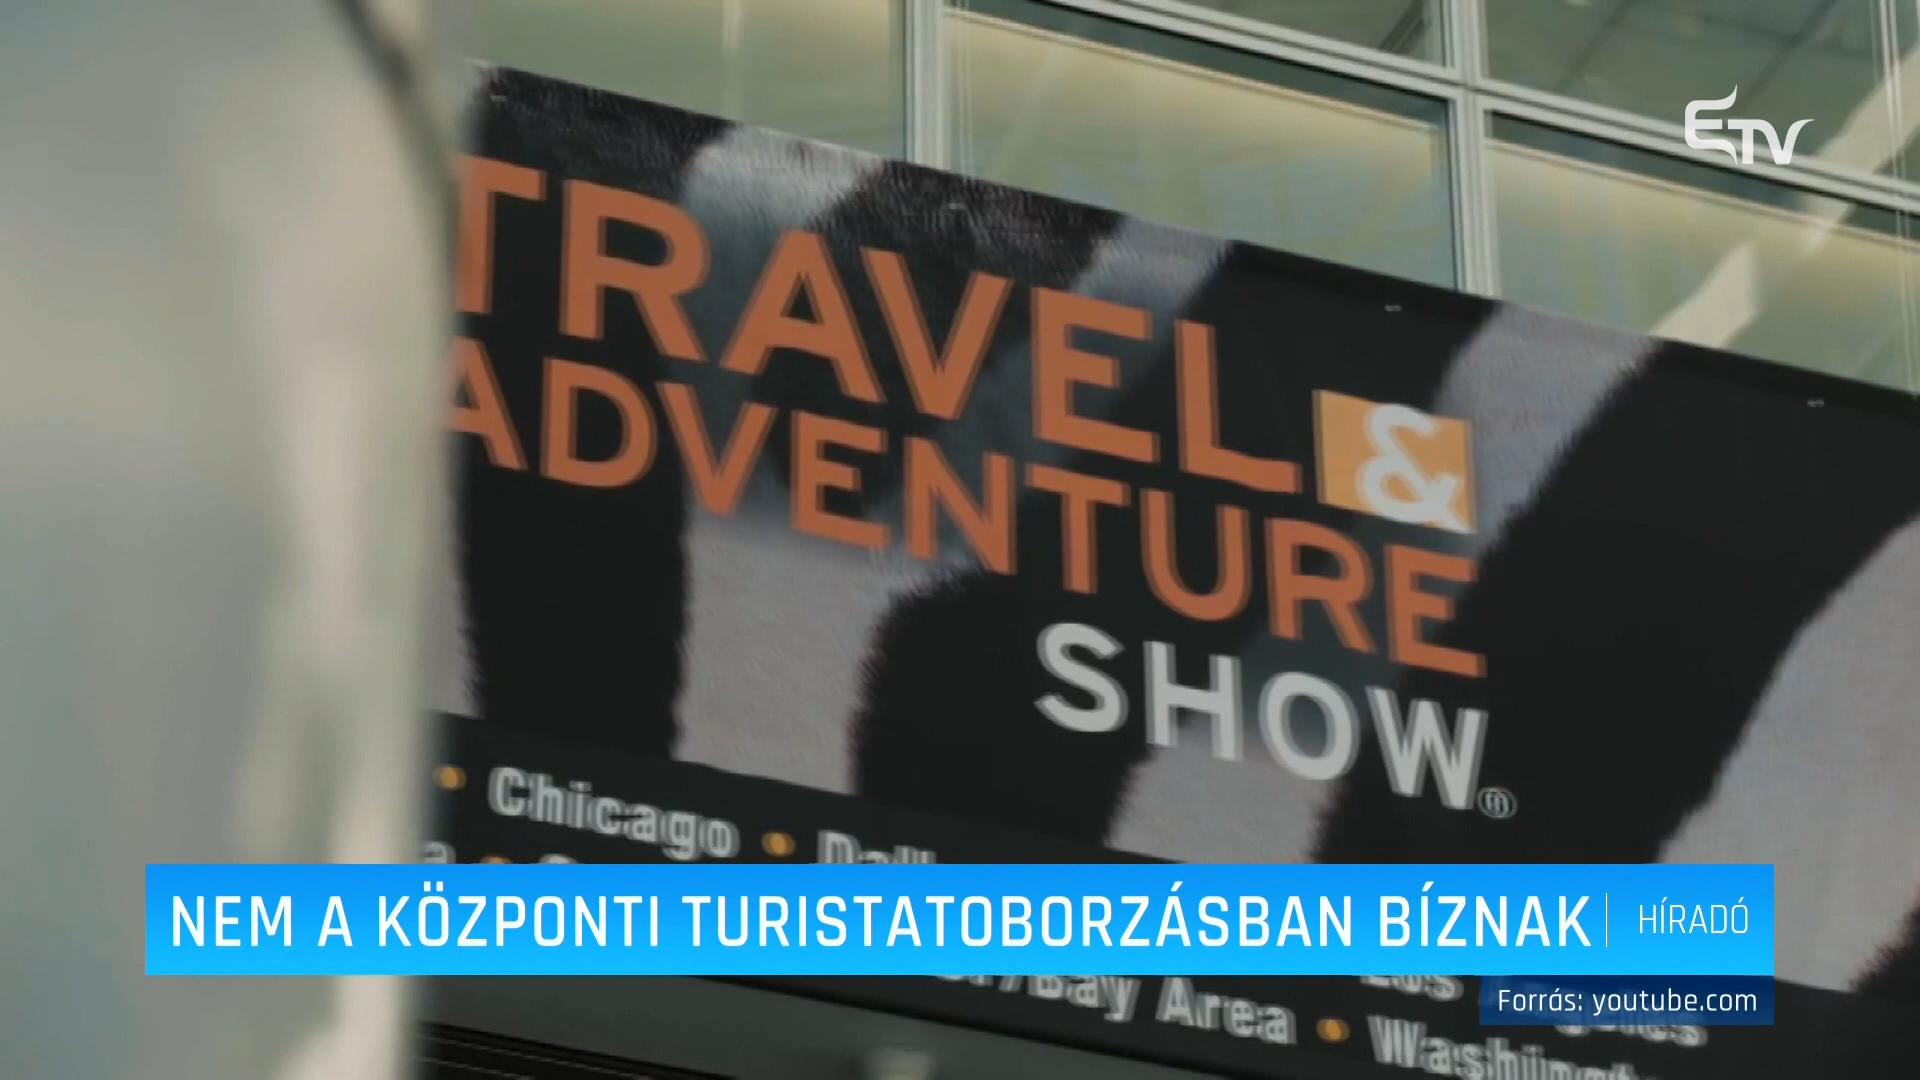 ETV
TRAVEL &
ADVENTURE
SHOW®
• Chicago •
NEM A KÖZPONTI TURISTATOBORZÁSBAN BÍZNAK
HÍRADÓ
Bay Area •
Forrás: youtube.com